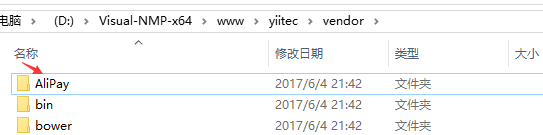 电脑 > (D:) > Visual-NMP-x64 > www > yiitec > vendor >
名称 修改日期 类型 大小
AliPay 2017/6/4 21:42 文件夹
bin 2017/6/4 21:42 文件夹
bower 2017/6/4 21:42 文件夹